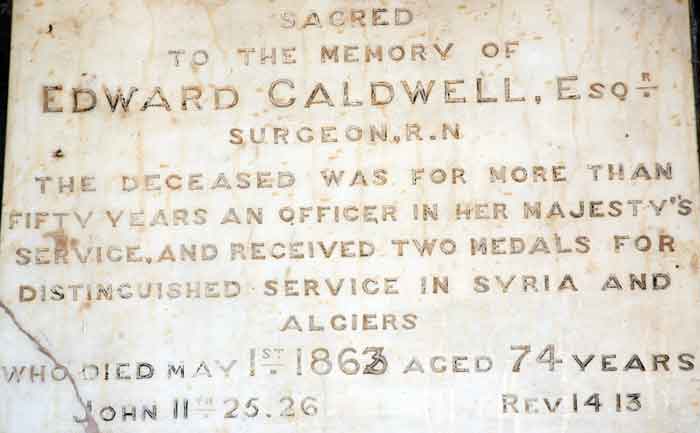 SACRED
TO THE MEMORY OF
EDWARD CALDWELL, ESQR
SURGEON, R.N
THE DECEASED WAS FOR MORE THAN
FIFTY YEARS AN OFFICER IN HER MAJESTY'S
SERVICE, AND RECEIVED TWO MEDALS FOR
DISTINGUISHED SERVICE IN SYRIA AND
ALGIERS
WHO DIED MAY 1ST 1863 AGED 74 YEARS
JOHN 11TH 25.26 REV 14 13